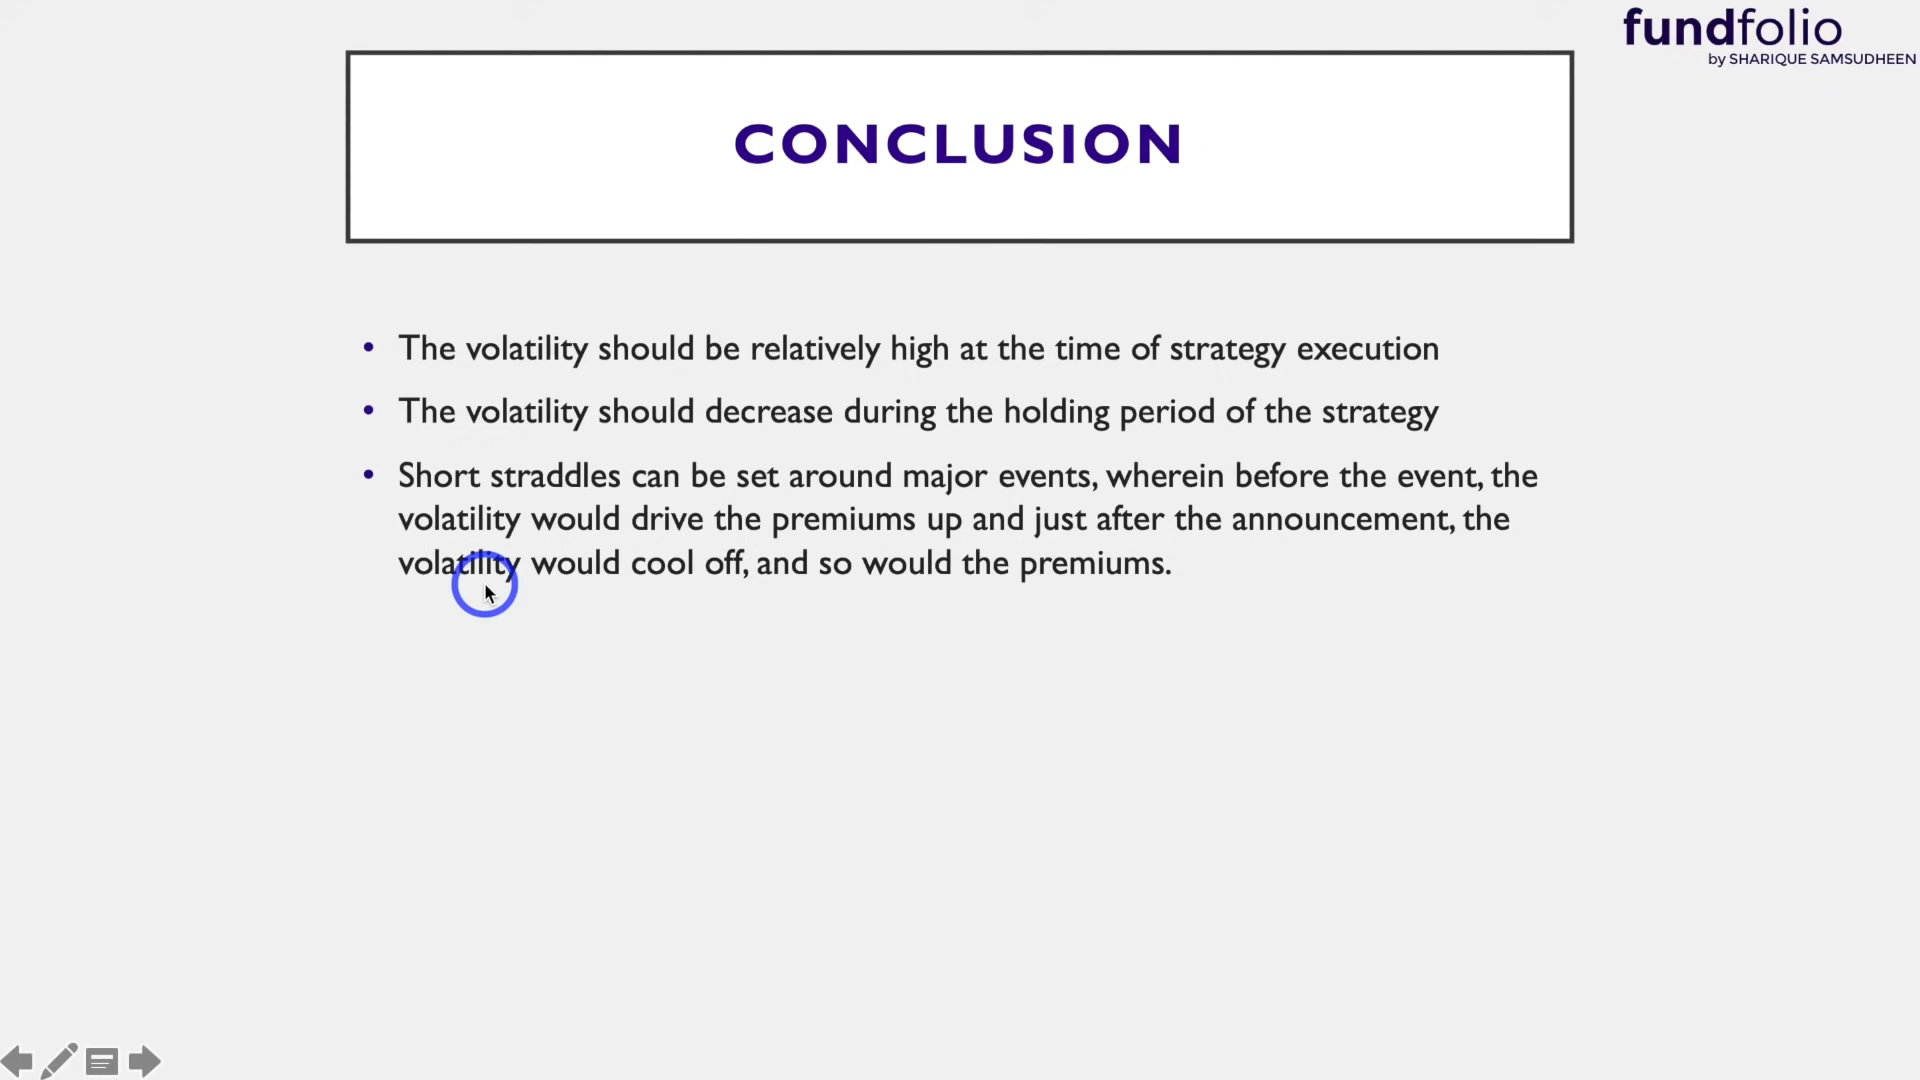 fundfolio
by SHARIQUE SAMSUDHEEN
CONCLUSION
• The volatility should be relatively high at the time of strategy execution
• The volatility should decrease during the holding period of the strategy
• Short straddles can be set around major events, wherein before the event, the
volatility would drive the premiums up and just after the announcement, the
volatility would cool off, and so would the premiums.